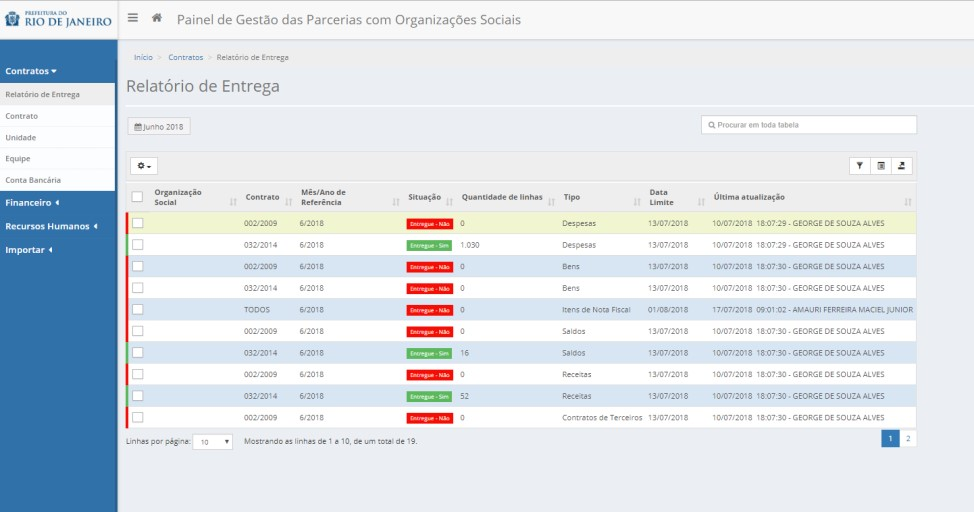 PREFEITURA DO
RIO DE JANEIRO
Painel de Gestão das Parcerias com Organizações Sociais
Contratos
Relatório de Entrega
Contrato
Unidade
Equipe
Conta Bancária
Financeiro
Recursos Humanos
Importar
Início > Contratos > Relatório de Entrega
Relatório de Entrega
Junho 2018
Procurar em toda tabela
Organização Social Contrato Mês/Ano de Referência Situação Quantidade de linhas Tipo Data Limite Última atualização
002/2009 6/2018 Entregue - Não 0 Despesas 13/07/2018 10/07/2018 18:07:29 - GEORGE DE SOUZA ALVES
032/2014 6/2018 Entregue - Sim 1.030 Despesas 13/07/2018 10/07/2018 18:07:29 - GEORGE DE SOUZA ALVES
002/2009 6/2018 Entregue - Não 0 Bens 13/07/2018 10/07/2018 18:07:30 - GEORGE DE SOUZA ALVES
032/2014 6/2018 Entregue - Não 0 Bens 13/07/2018 10/07/2018 18:07:30 - GEORGE DE SOUZA ALVES
TODOS 6/2018 Entregue - Não 0 Itens de Nota Fiscal 01/08/2018 17/07/2018 09:01:02 - AMAURI FERREIRA MACIEL JUNIOR
002/2009 6/2018 Entregue - Não 0 Saldos 13/07/2018 10/07/2018 18:07:30 - GEORGE DE SOUZA ALVES
032/2014 6/2018 Entregue - Sim 16 Saldos 13/07/2018 10/07/2018 18:07:30 - GEORGE DE SOUZA ALVES
002/2009 6/2018 Entregue - Não 0 Receitas 13/07/2018 10/07/2018 18:07:30 - GEORGE DE SOUZA ALVES
032/2014 6/2018 Entregue - Sim 52 Receitas 13/07/2018 10/07/2018 18:07:30 - GEORGE DE SOUZA ALVES
002/2009 6/2018 Entregue - Não 0 Contratos de Terceiros 13/07/2018 10/07/2018 18:07:30 - GEORGE DE SOUZA ALVES
Linhas por página: 10 Mostrando as linhas de 1 a 10, de um total de 19.
1 2